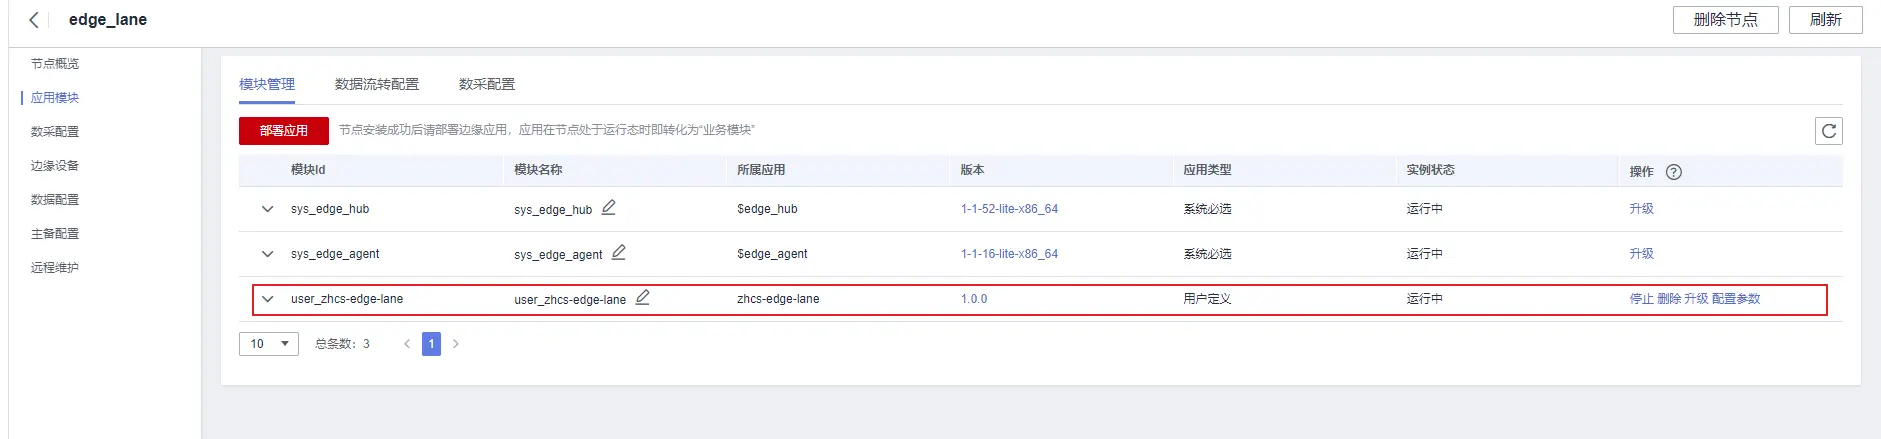 edge_lane 删除节点 刷新
节点概览
应用模块
数采配置
边缘设备
数据配置
主备配置
远程维护
模块管理 数据流转配置 数采配置
部署应用 节点安装成功后请部署边缘应用，应用在节点处于运行态时即转化为“业务模块”
模块Id 模块名称 所属应用 版本 应用类型 实例状态 操作 ?
sys_edge_hub sys_edge_hub $edge_hub 1-1-52-lite-x86_64 系统必选 运行中 升级
sys_edge_agent sys_edge_agent $edge_agent 1-1-16-lite-x86_64 系统必选 运行中 升级
user_zhcs-edge-lane user_zhcs-edge-lane zhcs-edge-lane 1.0.0 用户定义 运行中 停止 删除 升级 配置参数
10 总条数：3 < 1 >